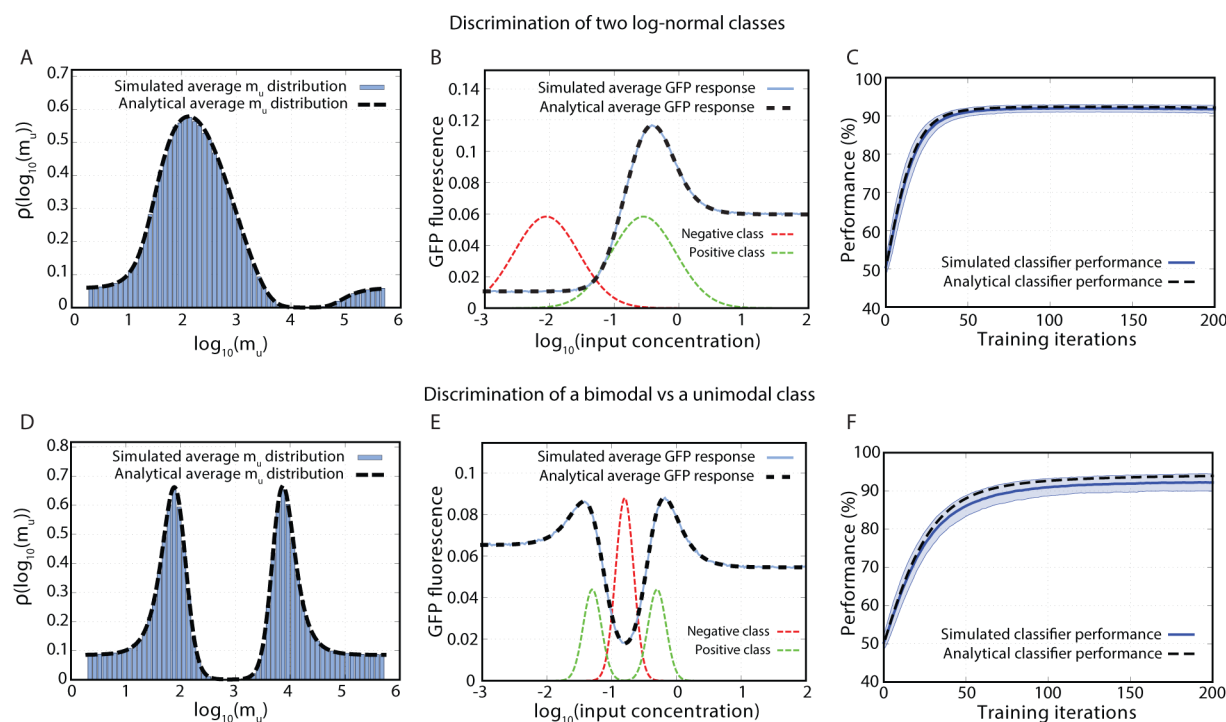 Discrimination of two log-normal classes
A
0.7
0.6
0.5
0.4
0.3
0.2
0.1
0
0 1 2 3 4 5 6
ρ(log10(mu))
log10(mu)
Simulated average mu distribution
Analytical average mu distribution
B
0.14
0.12
0.1
0.08
0.06
0.04
0.02
0
-3 -2 -1 0 1 2
GFP fluorescence
log10(input concentration)
Simulated average GFP response
Analytical average GFP response
Negative class
Positive class
C
100
90
80
70
60
50
40
0 50 100 150 200
Performance (%)
Training iterations
Simulated classifier performance
Analytical classifier performance
Discrimination of a bimodal vs a unimodal class
D
0.8
0.7
0.6
0.5
0.4
0.3
0.2
0.1
0
0 1 2 3 4 5 6
ρ(log10(mu))
log10(mu)
Simulated average mu distribution
Analytical average mu distribution
E
0.1
0.08
0.06
0.04
0.02
0
-3 -2 -1 0 1 2
GFP fluorescence
log10(input concentration)
Simulated average GFP response
Analytical average GFP response
Negative class
Positive class
F
100
90
80
70
60
50
40
0 50 100 150 200
Performance (%)
Training iterations
Simulated classifier performance
Analytical classifier performance